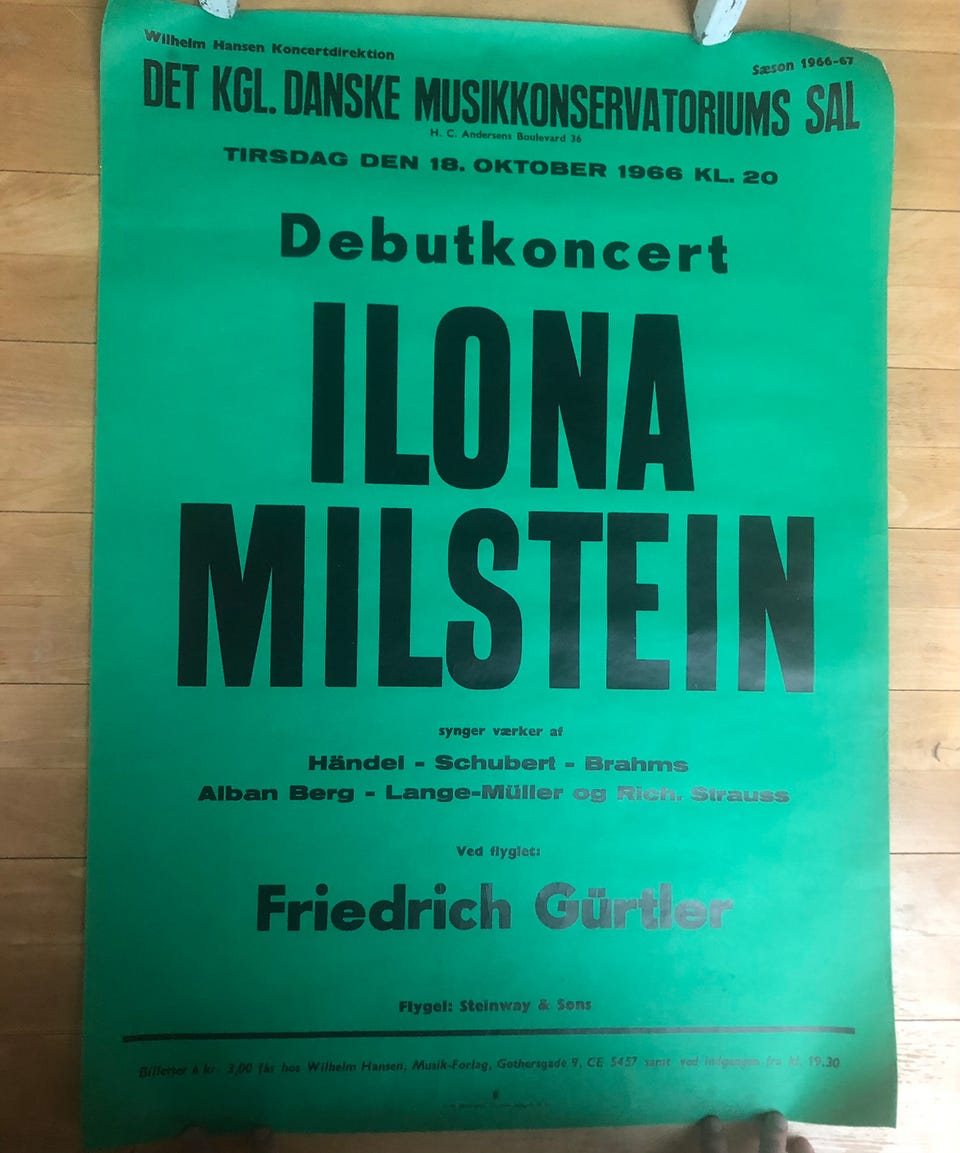 Wilhelm Hansen Koncertdirektion
Sæson 1966-67
DET KGL. DANSKE MUSIKKONSERVATORIUMS SAL
H. C. Andersens Boulevard 36
TIRSDAG DEN 18. OKTOBER 1966 KL. 20
Debutkoncert
ILONA
MILSTEIN
synger værker af
Händel - Schubert - Brahms
Alban Berg - Lange-Müller og Rich. Strauss
Ved flyglet:
Friedrich Gürtler
Flygel: Steinway & Sons
Billetter à kr. 3,00 fås hos Wilhelm Hansen, Musik-Forlag, Gothersgade 9, CE 5457 samt ved indgangen fra kl. 19.30